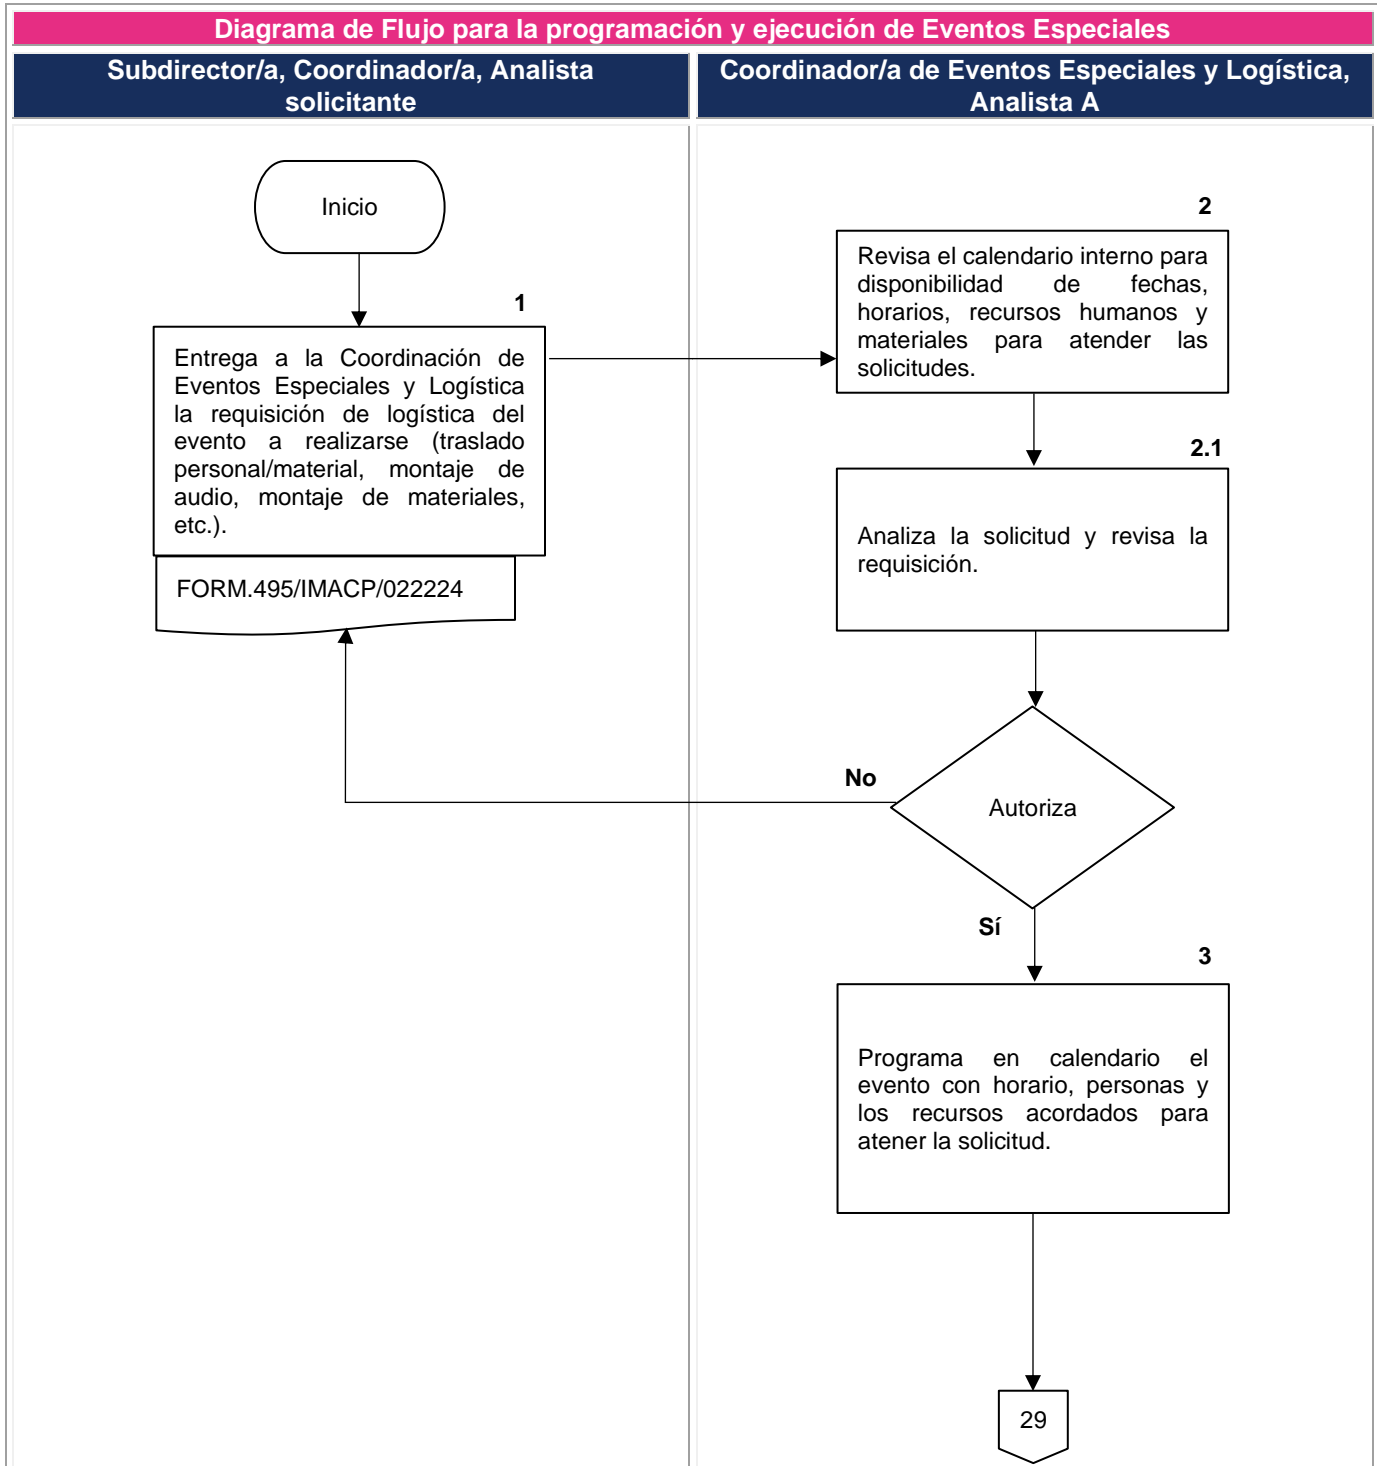 Diagrama de Flujo para la programación y ejecución de Eventos Especiales
Subdirector/a, Coordinador/a, Analista
solicitante
Coordinador/a de Eventos Especiales y Logística,
Analista A
Inicio
1
Entrega a la Coordinación de
Eventos Especiales y Logística
la requisición de logística del
evento a realizarse (traslado
personal/material, montaje de
audio, montaje de materiales,
etc.).
FORM.495/IMACP/022224
2
Revisa el calendario interno para
disponibilidad de fechas,
horarios, recursos humanos y
materiales para atender las
solicitudes.
2.1
Analiza la solicitud y revisa la
requisición.
Autoriza
No
Sí
3
Programa en calendario el
evento con horario, personas y
los recursos acordados para
atener la solicitud.
29